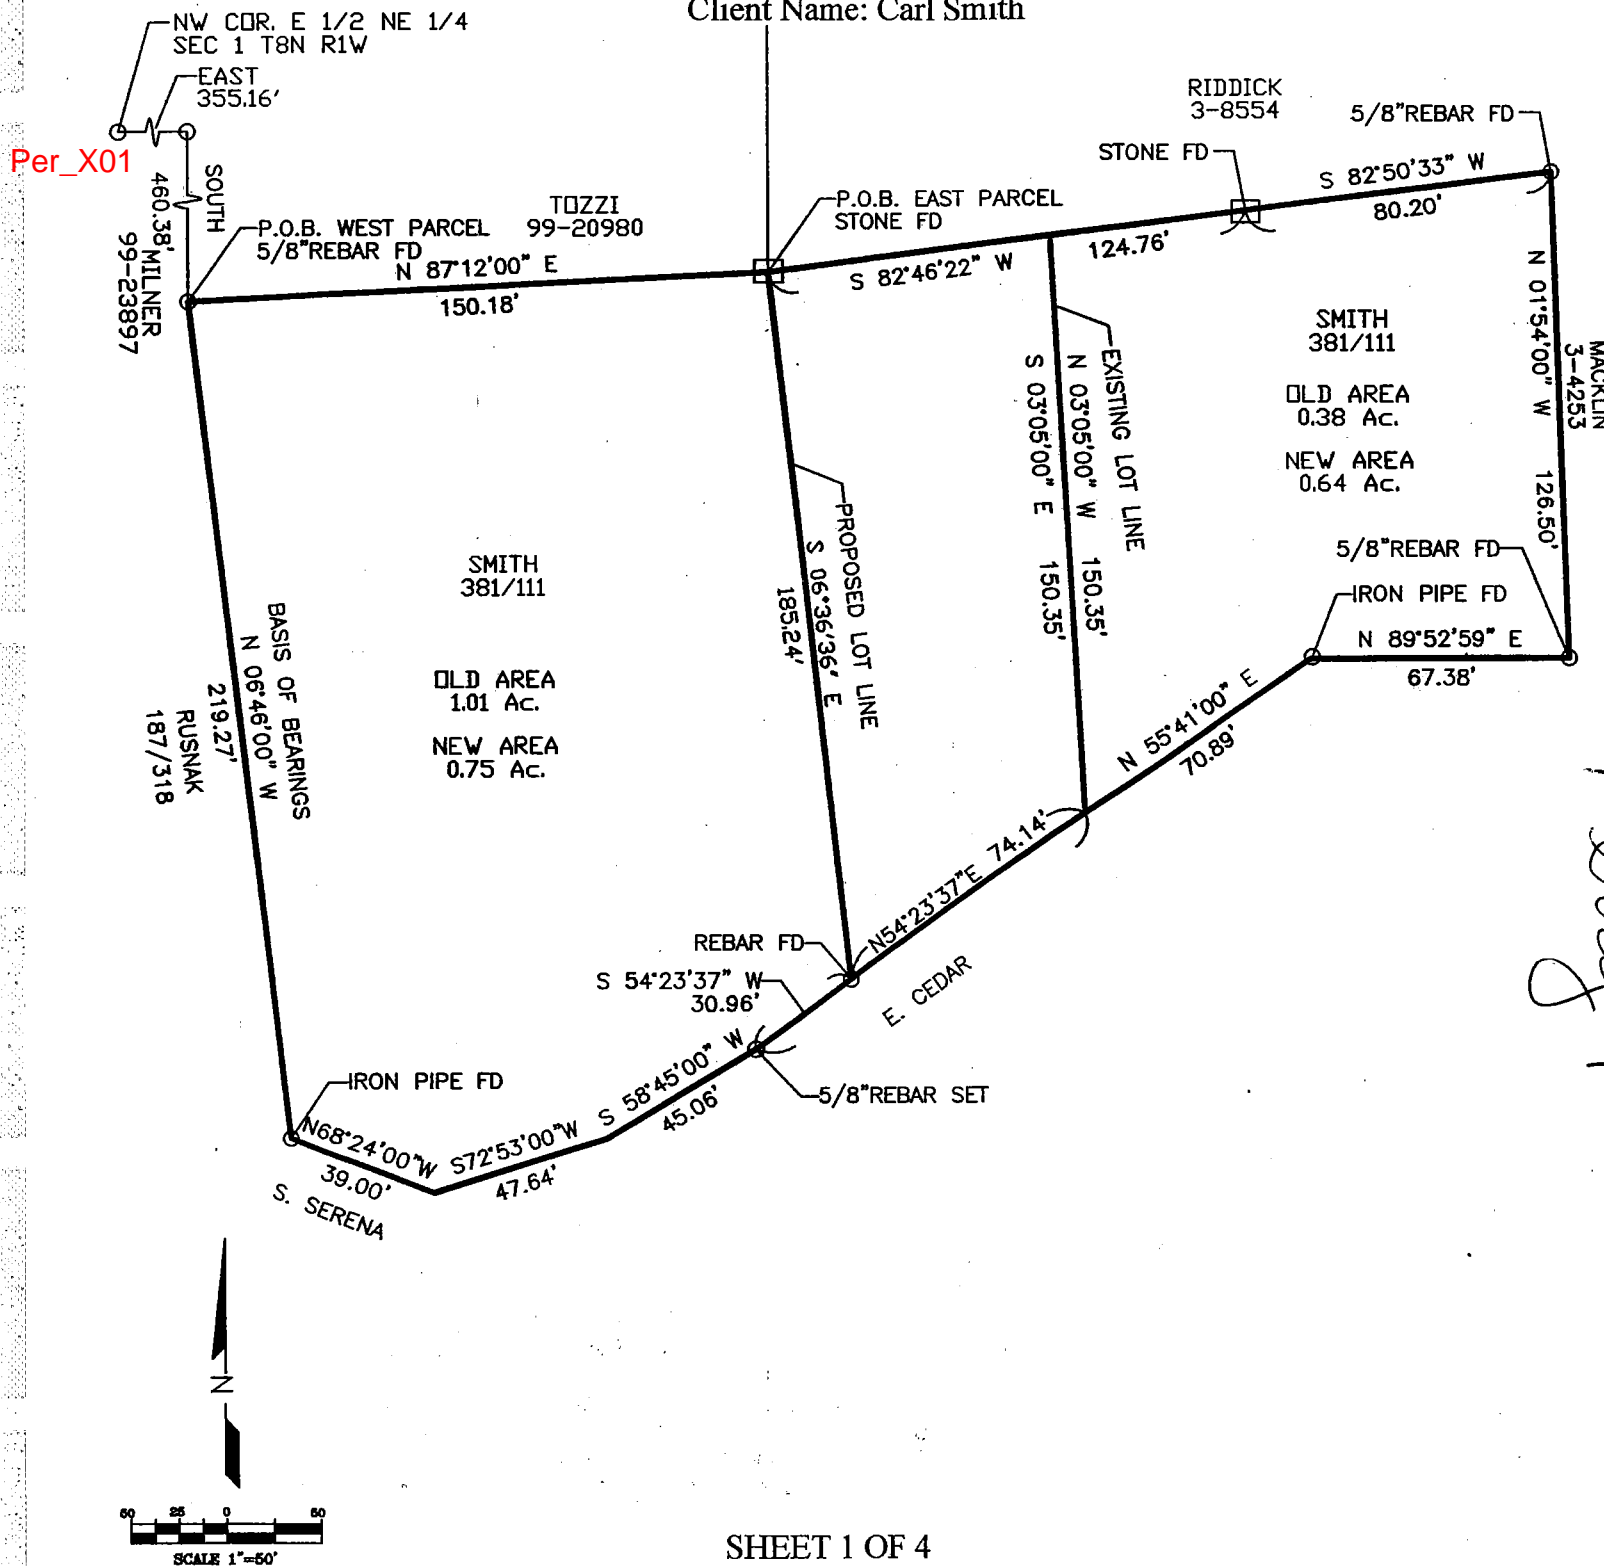 Client Name: Carl Smith
NW COR. E 1/2 NE 1/4
SEC 1 T8N R1W
EAST
355.16'
Per_X01
SOUTH
460.38'
MILNER
99-23897
P.O.B. WEST PARCEL
5/8"REBAR FD
TOZZI
99-20980
N 87°12'00" E
150.18'
P.O.B. EAST PARCEL
STONE FD
S 82°46'22" W
124.76'
STONE FD
RIDDICK
3-8554
5/8"REBAR FD
S 82°50'33" W
80.20'
N 01°54'00" W
126.50'
MACKLIN
3-4253
SMITH
381/111
OLD AREA
0.38 Ac.
NEW AREA
0.64 Ac.
EXISTING LOT LINE
N 03°05'00" W 150.35'
S 03°05'00" E 150.35'
PROPOSED LOT LINE
S 06°36'36" E
185.24'
SMITH
381/111
OLD AREA
1.01 Ac.
NEW AREA
0.75 Ac.
BASIS OF BEARINGS
N 06°46'00" W
219.27'
RUSNAK
187/318
5/8"REBAR FD
IRON PIPE FD
N 89°52'59" E
67.38'
N 55°41'00" E
70.89'
N54°23'37"E 74.14'
E. CEDAR
REBAR FD
S 54°23'37" W
30.96'
5/8"REBAR SET
S 58°45'00" W
45.06'
S72°53'00"W
47.64'
IRON PIPE FD
N68°24'00"W
39.00'
S. SERENA
N
50 25 0 50
SCALE 1"=50'
SHEET 1 OF 4